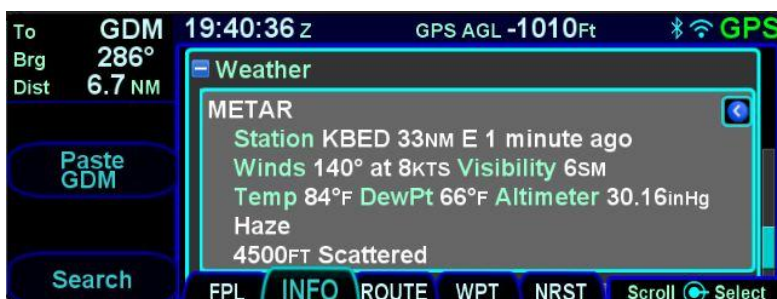 To GDM
Brg 286°
Dist 6.7 NM
Paste
GDM
Search
19:40:36 Z GPS AGL -1010Ft GPS
Weather
METAR
Station KBED 33NM E 1 minute ago
Winds 140° at 8KTS Visibility 6SM
Temp 84°F DewPt 66°F Altimeter 30.16inHg
Haze
4500FT Scattered
FPL INFO ROUTE WPT NRST Scroll Select